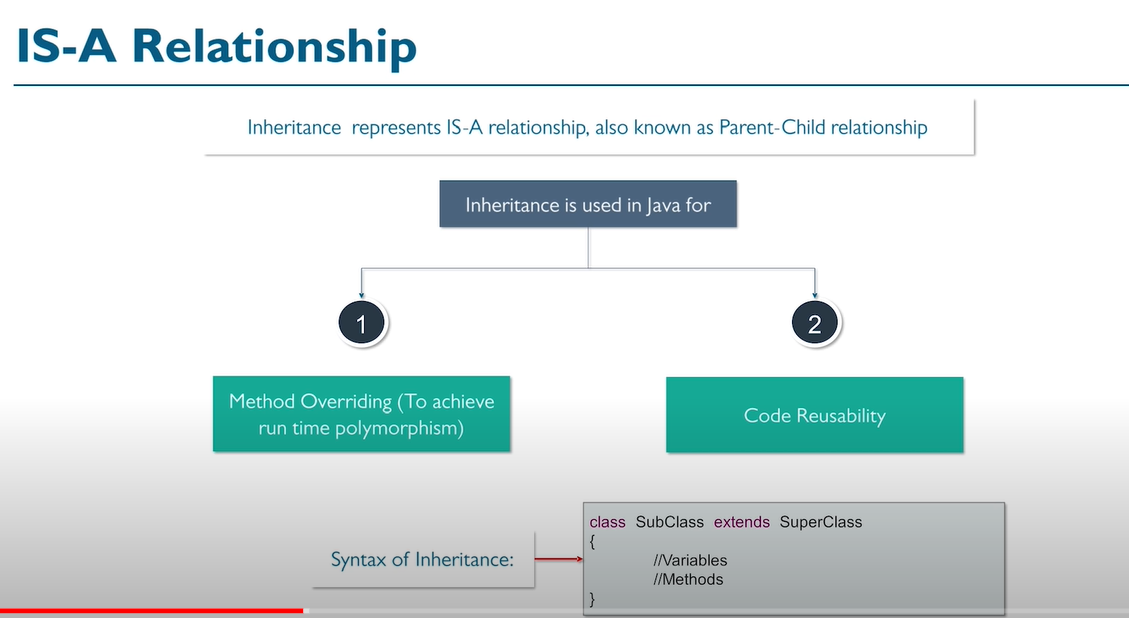 IS-A Relationship
Inheritance represents IS-A relationship, also known as Parent-Child relationship
Inheritance is used in Java for
1
2
Method Overriding (To achieve
run time polymorphism)
Code Reusability
Syntax of Inheritance:
class SubClass extends SuperClass
{
//Variables
//Methods
}